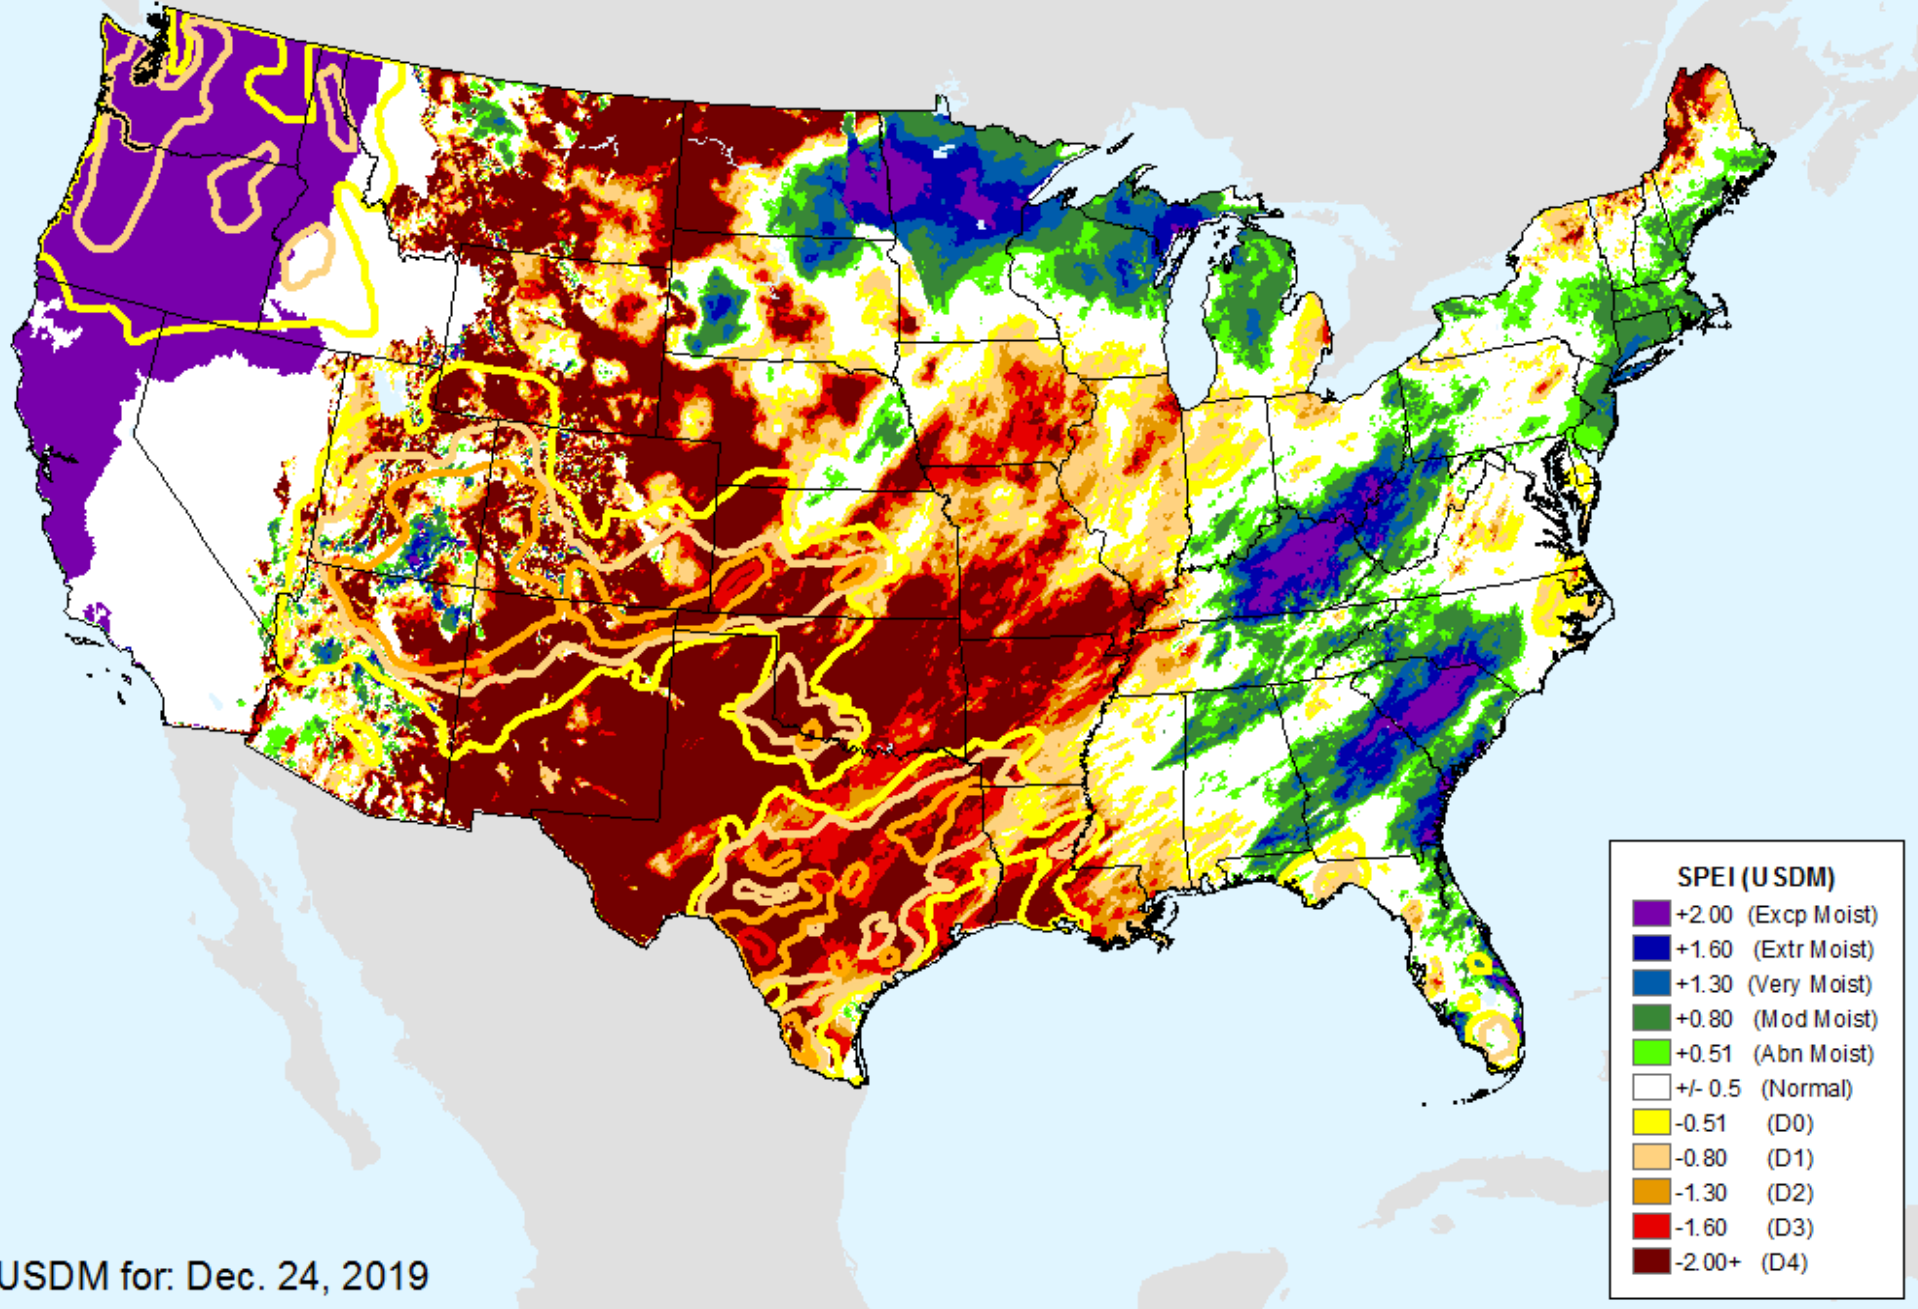 SPEI (USDM)
+2.00 (Excp Moist)
+1.60 (Extr Moist)
+1.30 (Very Moist)
+0.80 (Mod Moist)
+0.51 (Abn Moist)
+/- 0.5 (Normal)
-0.51 (D0)
-0.80 (D1)
-1.30 (D2)
-1.60 (D3)
-2.00+ (D4)
USDM for: Dec. 24, 2019